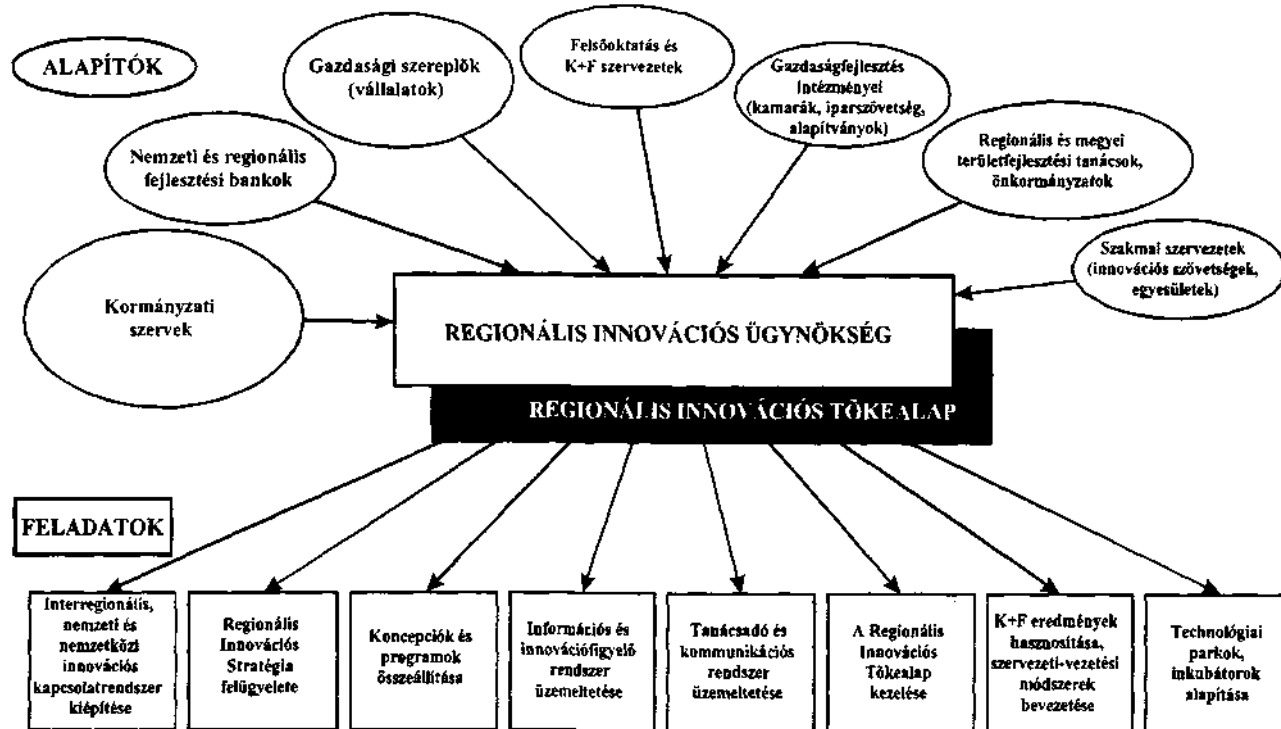 ALAPÍTÓK
Gazdasági szereplők
(vállalatok)
Felsőoktatás és
K+F szervezetek
Gazdaságfejlesztés
intézményei
(kamarák, iparszövetség,
alapítványok)
Nemzeti és regionális
fejlesztési bankok
Regionális és megyei
területfejlesztési tanácsok,
önkormányzatok
Kormányzati
szervek
Szakmai szervezetek
(innovációs szövetségek,
egyesületek)
REGIONÁLIS INNOVÁCIÓS ÜGYNÖKSÉG
REGIONÁLIS INNOVÁCIÓS TŐKEALAP
FELADATOK
Interregionális,
nemzeti és
nemzetközi
innovációs
kapcsolatrendszer
kiépítése
Regionális
Innovációs
Stratégia
felügyelete
Koncepciók és
programok
összeállítása
Információs és
innovációfigyelő
rendszer
üzemeltetése
Tanácsadó és
kommunikációs
rendszer
üzemeltetése
A Regionális
Innovációs
Tőkealap
kezelése
K+F eredmények
hasznosítása,
szervezeti-vezetési
módszerek
bevezetése
Technológiai
parkok,
inkubátorok
alapítása